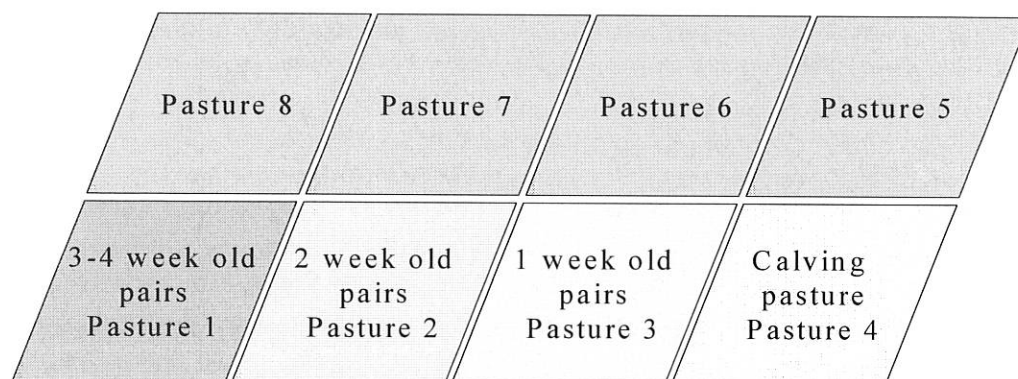 Pasture 8
Pasture 7
Pasture 6
Pasture 5
3-4 week old
pairs
Pasture 1
2 week old
pairs
Pasture 2
1 week old
pairs
Pasture 3
Calving
pasture
Pasture 4